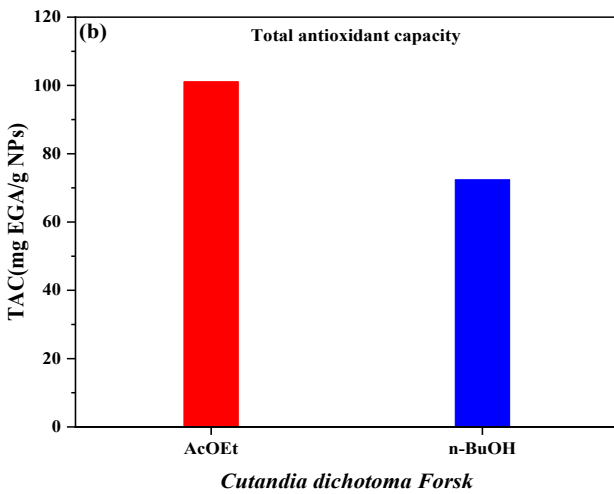 (b)
Total antioxidant capacity
TAC(mg EGA/g NPs)
120
100
80
60
40
20
0
AcOEt
n-BuOH
Cutandia dichotoma Forsk